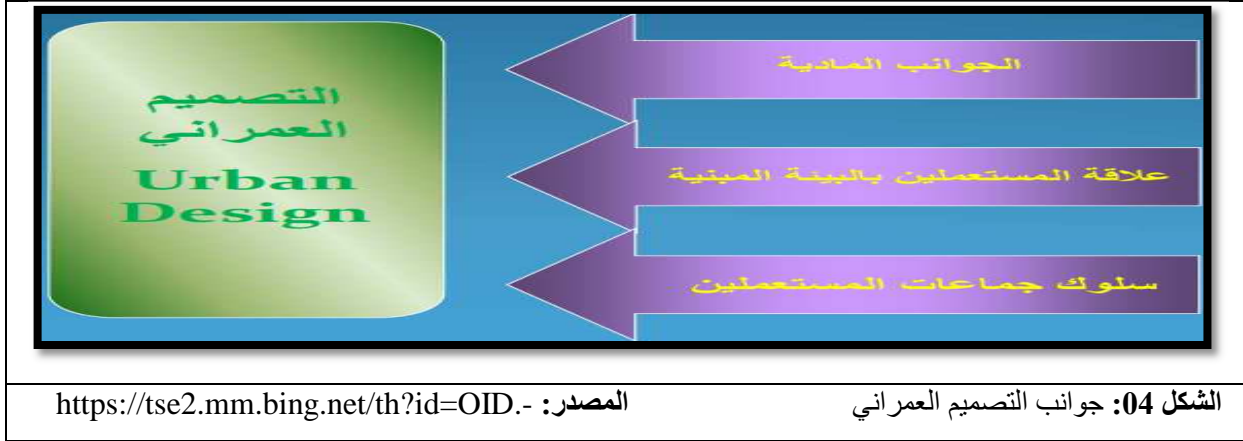 التصميم
العمراني
Urban
Design
الجوانب المادية
علاقة المستعملين بالبيئة المبنية
سلوك جماعات المستعملين
الشكل 04: جوانب التصميم العمراني المصدر: https://tse2.mm.bing.net/th?id=OID.-